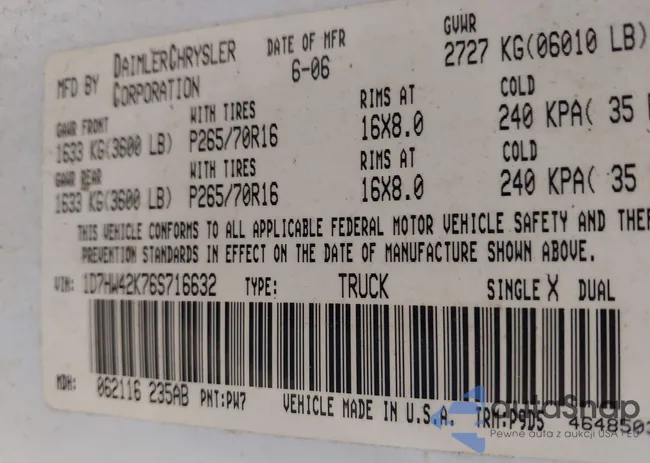 MFD BY DAIMLERCHRYSLER CORPORATION DATE OF MFR 6-06 GVWR 2727 KG(06010 LB)
GAWR FRONT WITH TIRES RIMS AT COLD
1633 KG(3600 LB) P265/70R16 16X8.0 240 KPA( 35
GAWR REAR WITH TIRES RIMS AT COLD
1633 KG(3600 LB) P265/70R16 16X8.0 240 KPA( 35
THIS VEHICLE CONFORMS TO ALL APPLICABLE FEDERAL MOTOR VEHICLE SAFETY AND THEF
PREVENTION STANDARDS IN EFFECT ON THE DATE OF MANUFACTURE SHOWN ABOVE.
VIN: 1D7HW42K76S716632 TYPE: TRUCK SINGLE X DUAL
MDH: 062116 235AB PNT:PW7 VEHICLE MADE IN U.S.A. TRM:P9D5 4648503
autaSnap
Pewne auta z aukcji USA i EU